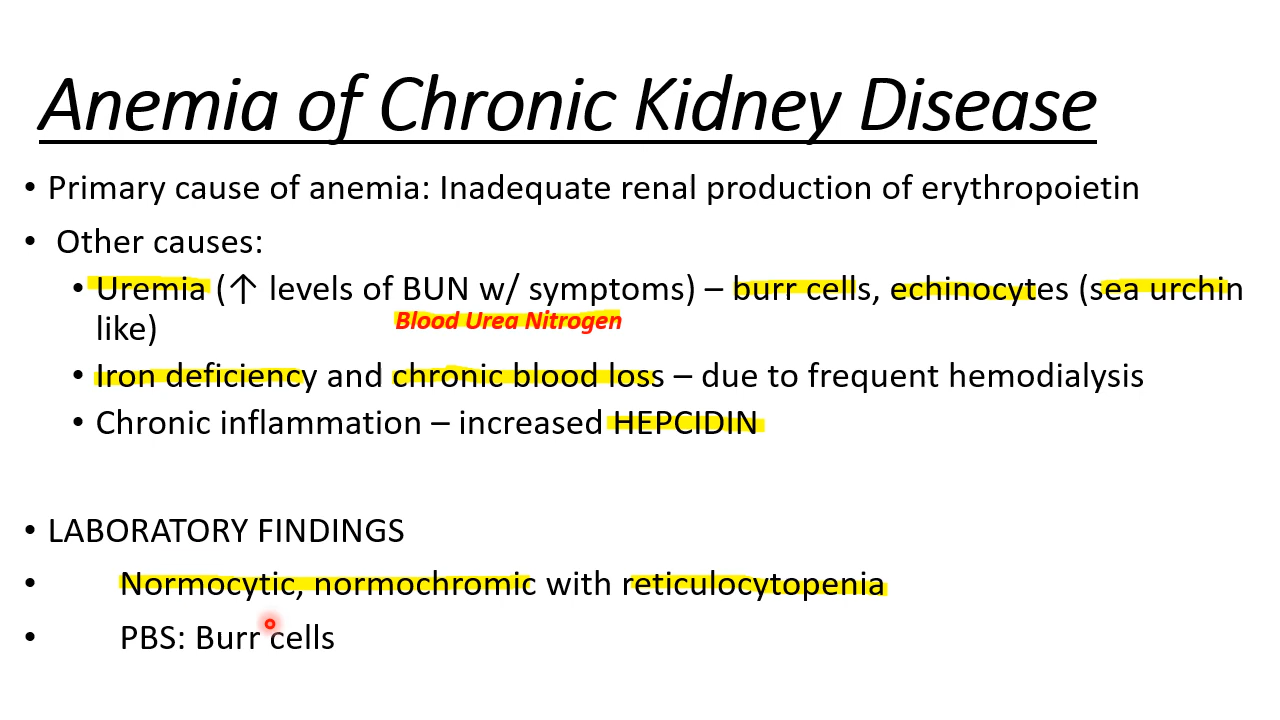 Anemia of Chronic Kidney Disease
• Primary cause of anemia: Inadequate renal production of erythropoietin
• Other causes:
• Uremia (↑ levels of BUN w/ symptoms) – burr cells, echinocytes (sea urchin
like)
Blood Urea Nitrogen
• Iron deficiency and chronic blood loss – due to frequent hemodialysis
• Chronic inflammation – increased HEPCIDIN
• LABORATORY FINDINGS
• Normocytic, normochromic with reticulocytopenia
• PBS: Burr cells